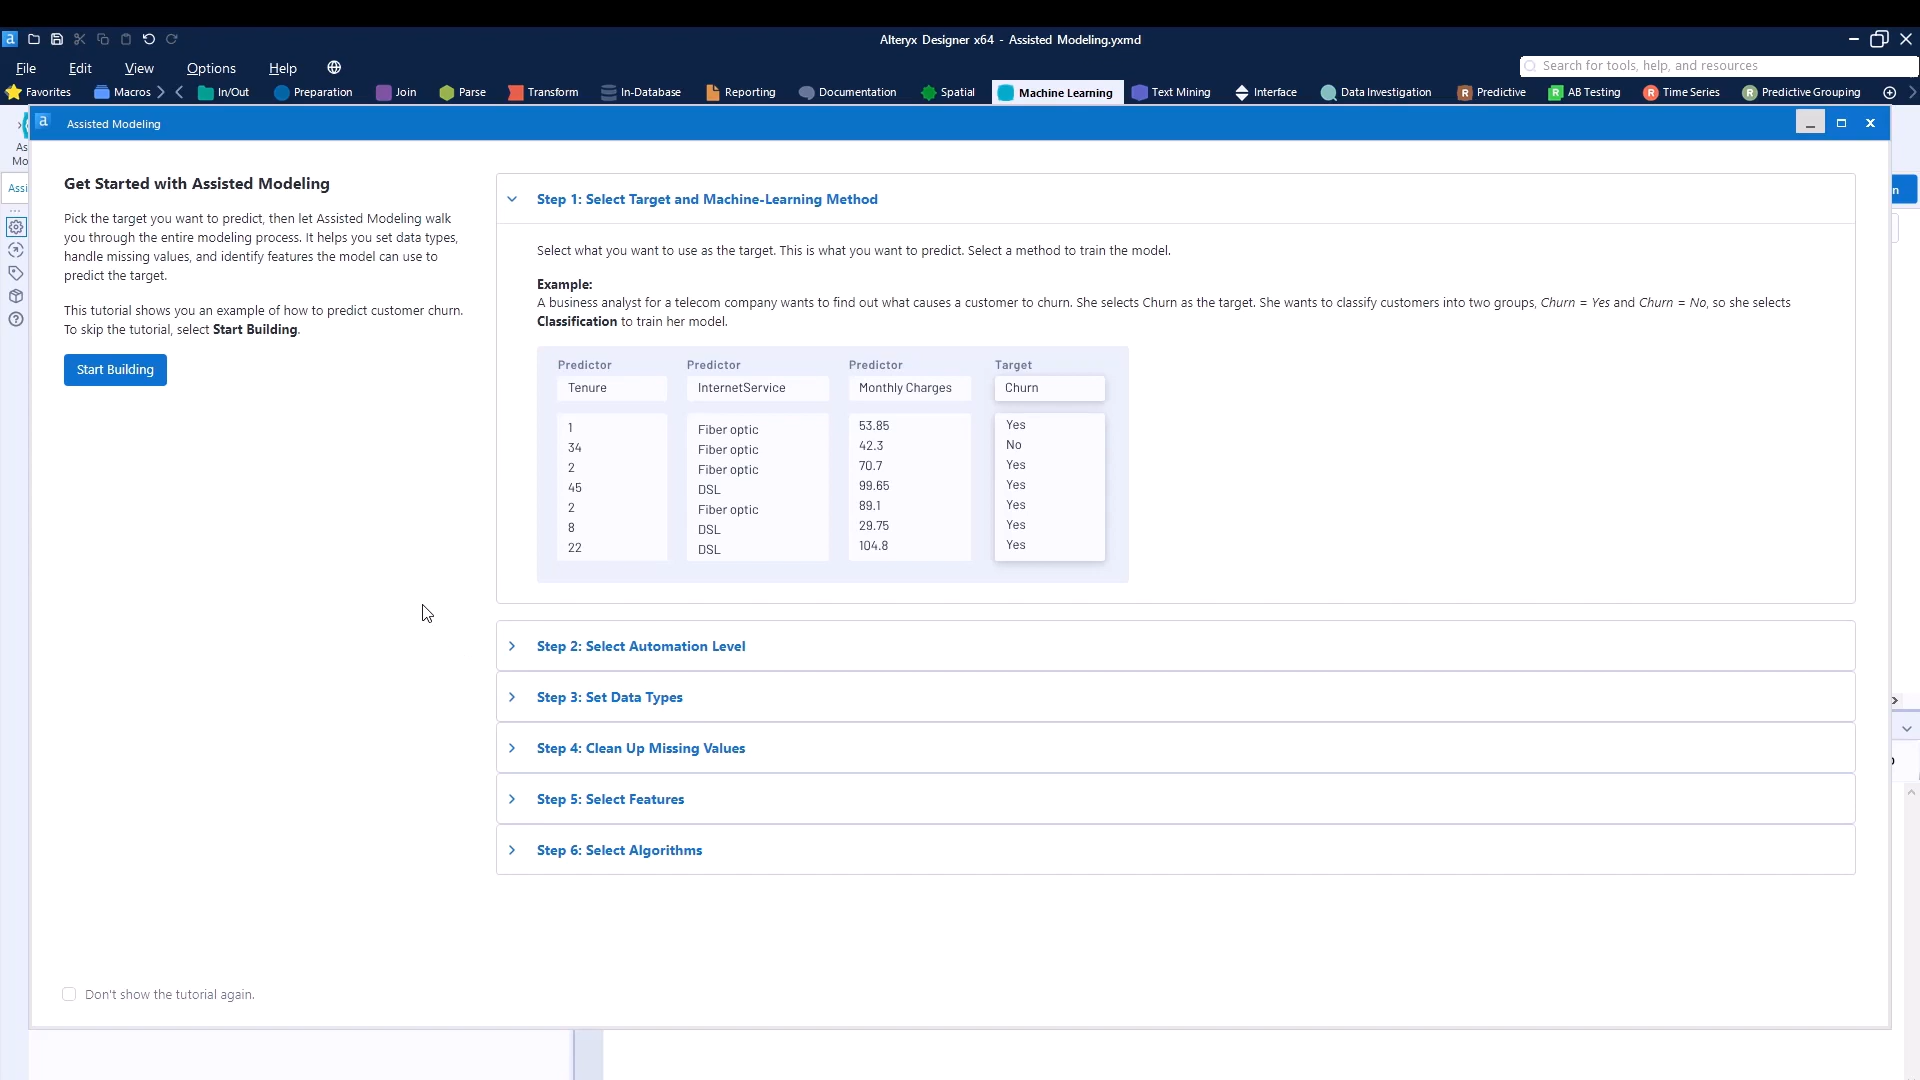 Alteryx Designer x64 - Assisted Modeling.yxmd
File Edit View Options Help
Search for tools, help, and resources
Favorites Macros In/Out Preparation Join Parse Transform In-Database Reporting Documentation Spatial Machine Learning Text Mining Interface Data Investigation Predictive AB Testing Time Series Predictive Grouping
a Assisted Modeling
As
Mo
Assi
n
Get Started with Assisted Modeling
Pick the target you want to predict, then let Assisted Modeling walk
you through the entire modeling process. It helps you set data types,
handle missing values, and identify features the model can use to
predict the target.
This tutorial shows you an example of how to predict customer churn.
To skip the tutorial, select Start Building.
Start Building
Don't show the tutorial again.
Step 1: Select Target and Machine-Learning Method
Select what you want to use as the target. This is what you want to predict. Select a method to train the model.
Example:
A business analyst for a telecom company wants to find out what causes a customer to churn. She selects Churn as the target. She wants to classify customers into two groups, Churn = Yes and Churn = No, so she selects
Classification to train her model.
Predictor Predictor Predictor Target
Tenure InternetService Monthly Charges Churn
1 Fiber optic 53.85 Yes
34 Fiber optic 42.3 No
2 Fiber optic 70.7 Yes
45 DSL 99.65 Yes
2 Fiber optic 89.1 Yes
8 DSL 29.75 Yes
22 DSL 104.8 Yes
Step 2: Select Automation Level
Step 3: Set Data Types
Step 4: Clean Up Missing Values
Step 5: Select Features
Step 6: Select Algorithms